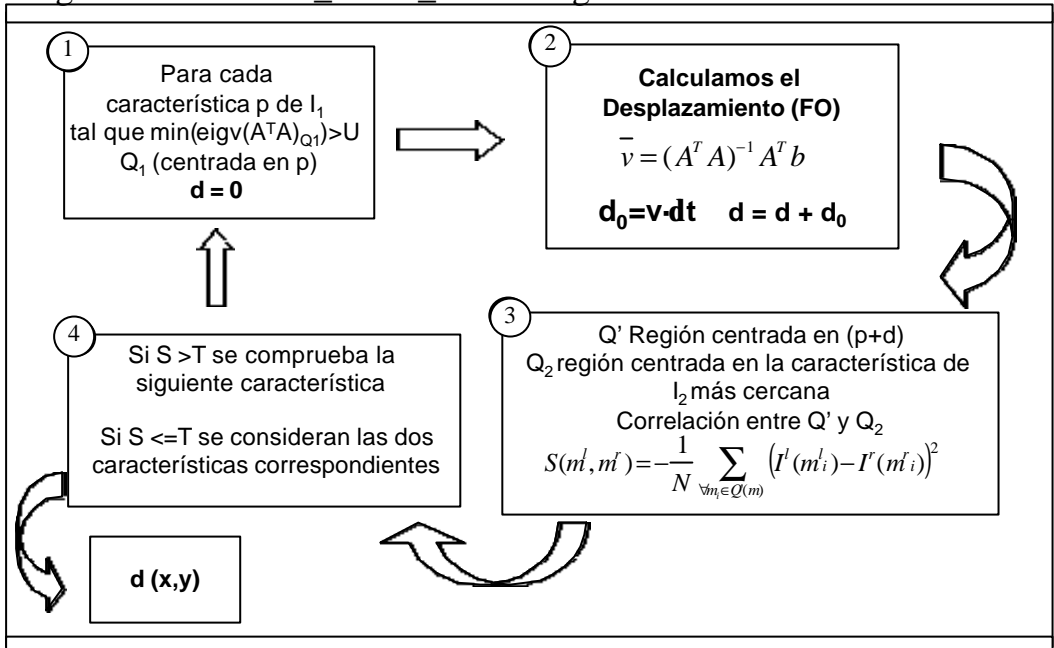 1
Para cada
característica p de I₁
tal que min(eigv(AᵀA)Q1)>U
Q₁ (centrada en p)
d = 0
2
Calculamos el
Desplazamiento (FO)
v̅ = (Aᵀ A)⁻¹ Aᵀ b
d₀=v·dt d = d + d₀
3
Q' Región centrada en (p+d)
Q₂ región centrada en la característica de
I₂ más cercana
Correlación entre Q' y Q₂
S(mˡ, mʳ) = −1/N ∑ ∀mᵢ∈Q(m) (Iˡ(mˡᵢ)−Iʳ(mʳᵢ))²
4
Si S >T se comprueba la
siguiente característica
Si S <=T se consideran las dos
características correspondientes
d (x,y)